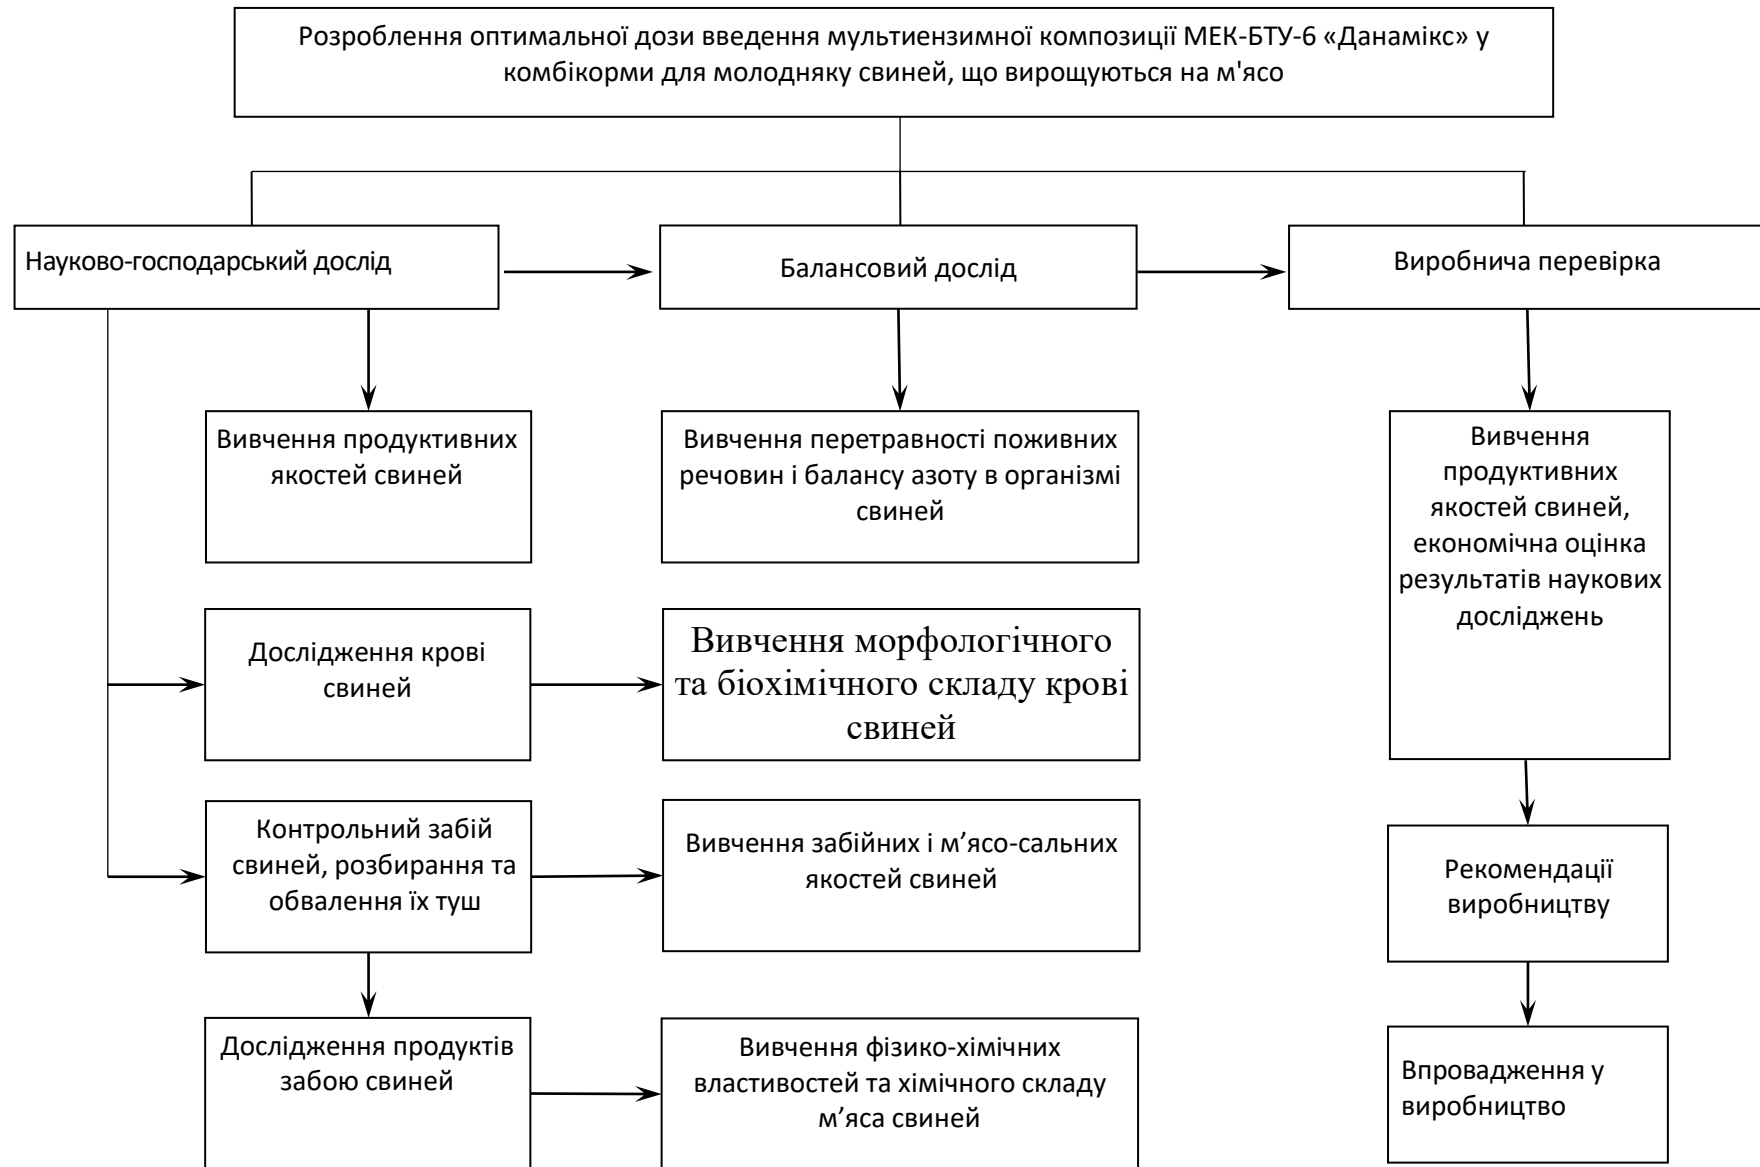 Розроблення оптимальної дози введення мультиензимної композиції МЕК-БТУ-6 «Данамікс» у
комбікорми для молодняку свиней, що вирощуються на м'ясо
Науково-господарський дослід
Балансовий дослід
Виробнича перевірка
Вивчення продуктивних
якостей свиней
Вивчення перетравності поживних
речовин і балансу азоту в організмі
свиней
Вивчення
продуктивних
якостей свиней,
економічна оцінка
результатів наукових
досліджень
Дослідження крові
свиней
Вивчення морфологічного
та біохімічного складу крові
свиней
Контрольний забій
свиней, розбирання та
обвалення їх туш
Вивчення забійних і м’ясо-сальних
якостей свиней
Рекомендації
виробництву
Дослідження продуктів
забою свиней
Вивчення фізико-хімічних
властивостей та хімічного складу
м’яса свиней
Впровадження у
виробництво